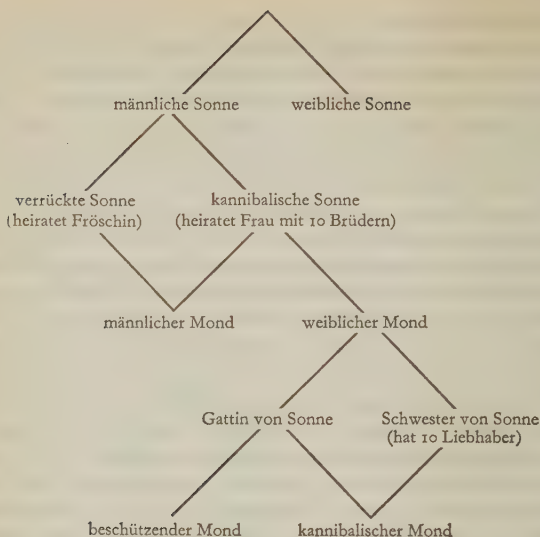 männliche Sonne weibliche Sonne
verrückte Sonne kannibalische Sonne
(heiratet Fröschin) (heiratet Frau mit 10 Brüdern)
männlicher Mond weiblicher Mond
Gattin von Sonne Schwester von Sonne
(hat 10 Liebhaber)
beschützender Mond kannibalischer Mond